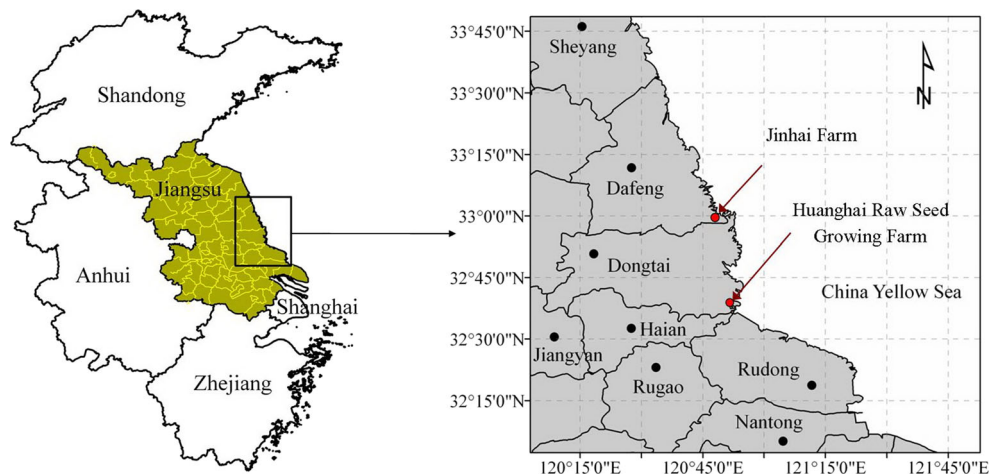 Shandong
Jiangsu
Anhui
Shanghai
Zhejiang
33°45'0"N
33°30'0"N
33°15'0"N
33°0'0"N
32°45'0"N
32°30'0"N
32°15'0"N
Sheyang
Jinhai Farm
Dafeng
Huanghai Raw Seed
Growing Farm
Dongtai
China Yellow Sea
Haian
Jiangyan
Rugao
Rudong
Nantong
N
120°15'0"E
120°45'0"E
121°15'0"E
121°45'0"E